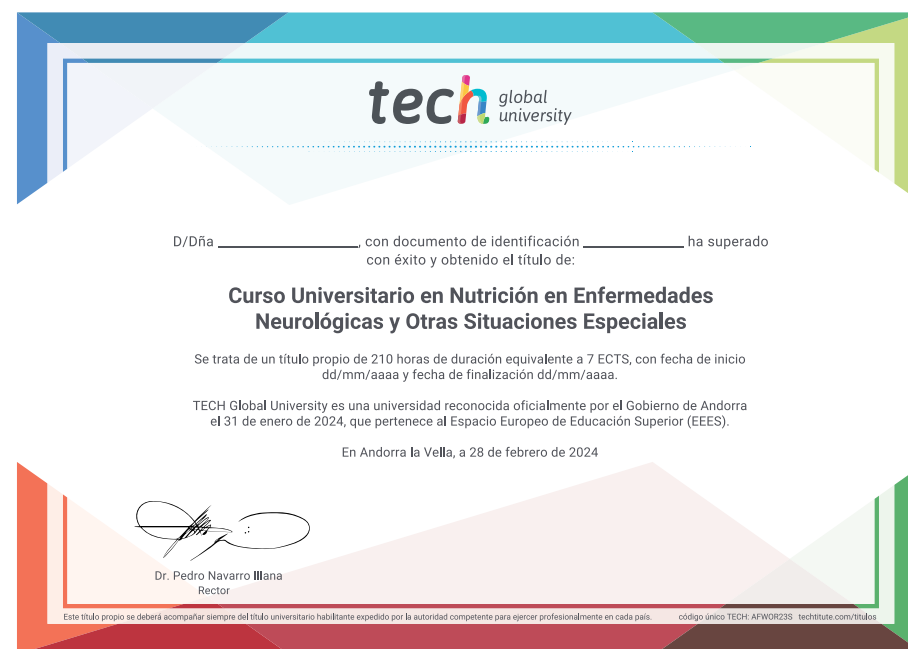 tech global university
D/Dña ____________, con documento de identificación ____________ ha superado
con éxito y obtenido el título de:
Curso Universitario en Nutrición en Enfermedades
Neurológicas y Otras Situaciones Especiales
Se trata de un título propio de 210 horas de duración equivalente a 7 ECTS, con fecha de inicio
dd/mm/aaaa y fecha de finalización dd/mm/aaaa.
TECH Global University es una universidad reconocida oficialmente por el Gobierno de Andorra
el 31 de enero de 2024, que pertenece al Espacio Europeo de Educación Superior (EEES).
En Andorra la Vella, a 28 de febrero de 2024
Dr. Pedro Navarro Illana
Rector
Este título propio se deberá acompañar siempre del título universitario habilitante expedido por la autoridad competente para ejercer profesionalmente en cada país. código único TECH: AFWOR23S techtitute.com/titulos